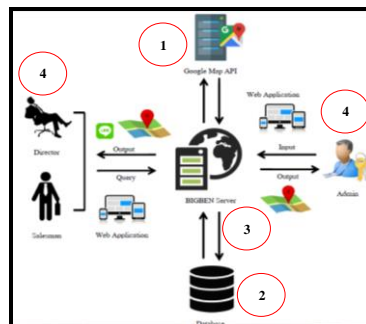 1
Google Map API
4
Web Application
4
LINE
Director
Output
Input
Query
Output
Admin
BIGBEN Server
Salesman
Web Application
3
2
Database